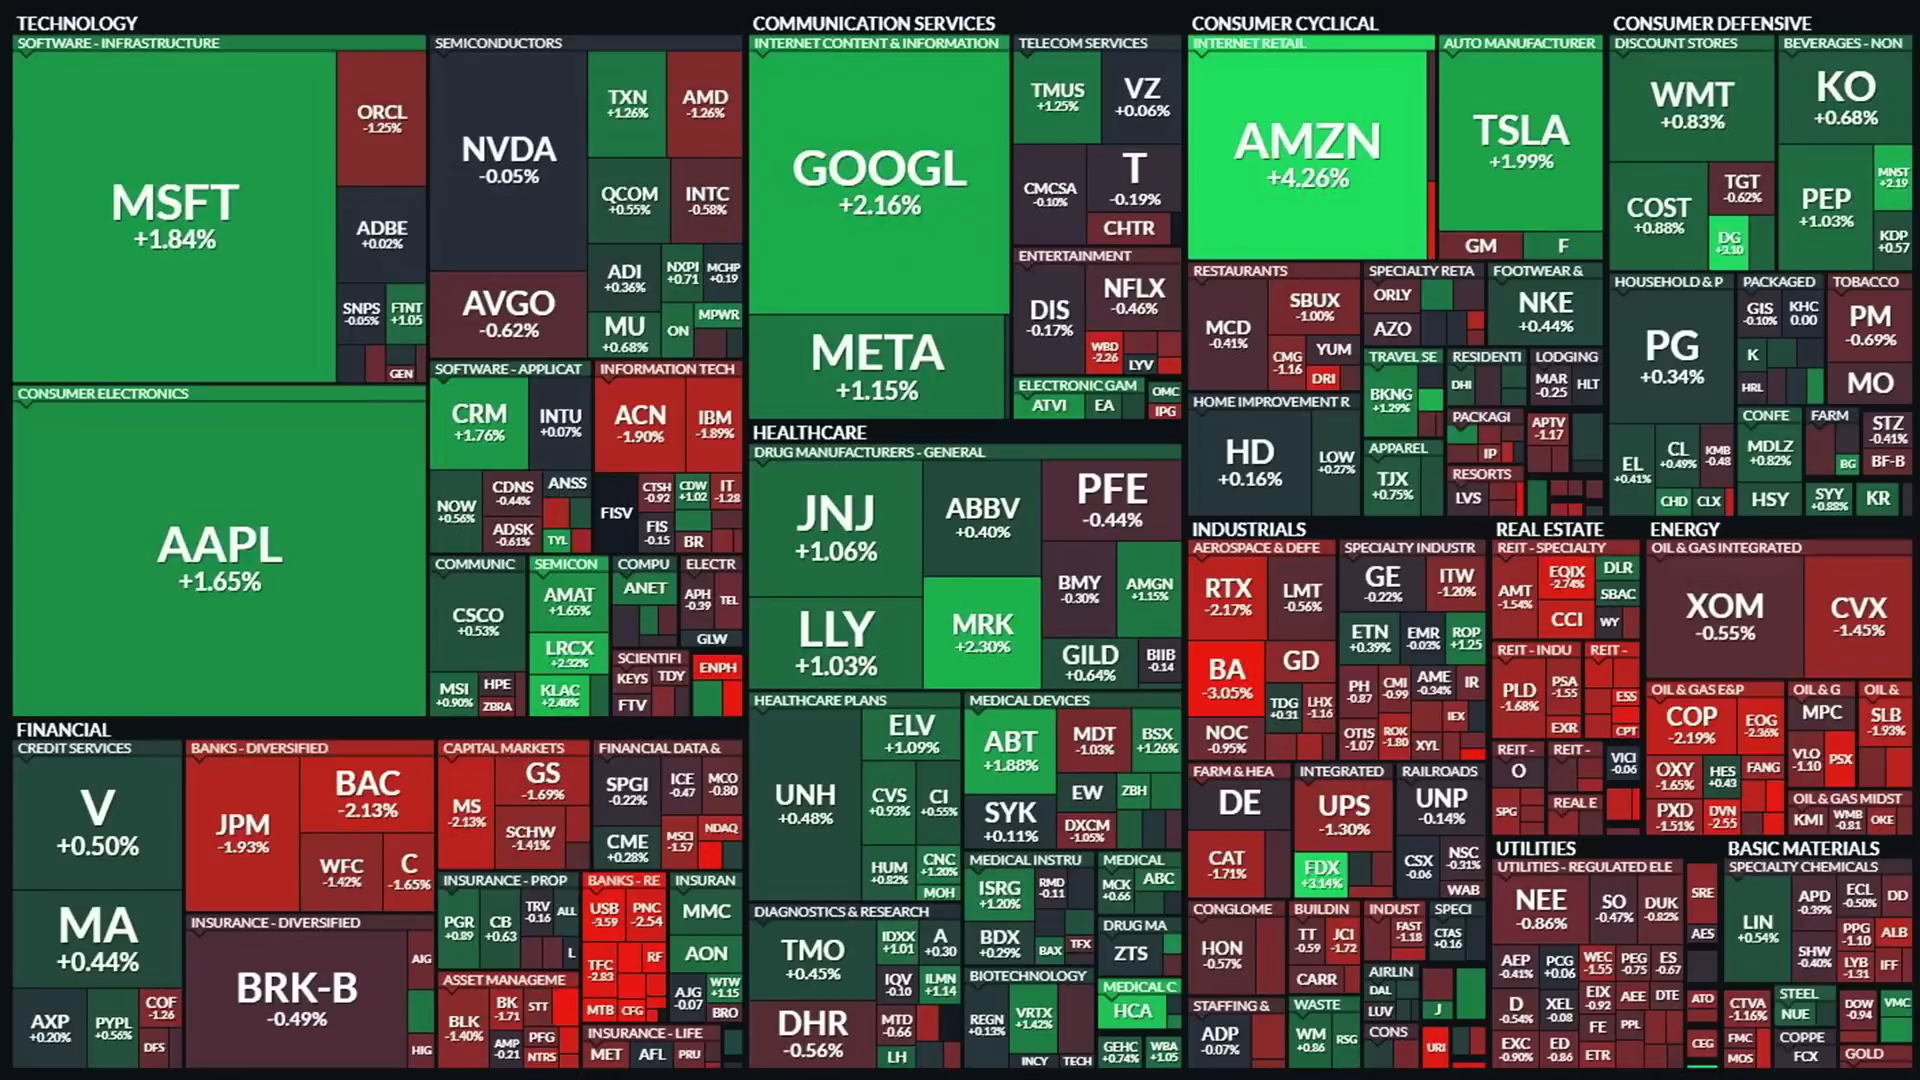 TECHNOLOGY
SOFTWARE - INFRASTRUCTURE
MSFT
+1.84%
ORCL
-1.25%
ADBE
+0.02%
SNPS
-0.05%
FTNT
+1.05
GEN
CONSUMER ELECTRONICS
AAPL
+1.65%
SEMICONDUCTORS
NVDA
-0.05%
AVGO
-0.62%
TXN
+1.26%
AMD
-1.26%
QCOM
+0.55%
INTC
-0.58%
ADI
+0.36%
NXPI
+0.71
MCHP
+0.19
MU
+0.68%
ON
MPWR
SOFTWARE - APPLICAT
CRM
+1.76%
INTU
+0.07%
NOW
+0.56%
CDNS
-0.44%
ADSK
-0.61%
ANSS
TYL
INFORMATION TECH
ACN
-1.90%
IBM
-1.89%
FISV
CTSH
-0.92
CDW
+1.02
IT
-1.28
FIS
-0.15
BR
COMMUNIC
CSCO
+0.53%
MSI
+0.90%
HPE
ZBRA
SEMICON
AMAT
+1.65%
LRCX
+2.32%
KLAC
+2.40%
COMPU
ANET
ELECTR
APH
-0.39
TEL
GLW
SCIENTIFI
KEYS
TDY
FTV
ENPH
FINANCIAL
CREDIT SERVICES
V
+0.50%
MA
+0.44%
AXP
+0.20%
PYPL
+0.56%
COF
-1.26
DFS
BANKS - DIVERSIFIED
JPM
-1.93%
BAC
-2.13%
WFC
-1.42%
C
-1.65%
INSURANCE - DIVERSIFIED
BRK-B
-0.49%
AIG
HIG
CAPITAL MARKETS
MS
-2.13%
GS
-1.69%
SCHW
-1.41%
FINANCIAL DATA &
SPGI
-0.22%
ICE
-0.47
MCO
-0.80
CME
+0.28%
MSCI
-1.57
NDAQ
INSURANCE - PROP
PGR
+0.89
CB
+0.63
TRV
-0.16
ALL
L
BANKS - RE
USB
-3.59
PNC
-2.54
TFC
-2.83
RF
MTB
CFG
INSURAN
MMC
AON
AJG
-0.07
WTW
+1.15
BRO
ASSET MANAGEME
BLK
-1.40%
BK
-1.71
STT
AMP
-0.21
PFG
NTRS
INSURANCE - LIFE
MET
AFL
PRU
COMMUNICATION SERVICES
INTERNET CONTENT & INFORMATION
GOOGL
+2.16%
META
+1.15%
TELECOM SERVICES
TMUS
+1.25%
VZ
+0.06%
CMCSA
-0.10%
T
-0.19%
CHTR
ENTERTAINMENT
DIS
-0.17%
NFLX
-0.46%
WBD
-2.26
LYV
ELECTRONIC GAM
ATVI
EA
OMC
IPG
HEALTHCARE
DRUG MANUFACTURERS - GENERAL
JNJ
+1.06%
ABBV
+0.40%
PFE
-0.44%
LLY
+1.03%
MRK
+2.30%
BMY
-0.30%
AMGN
+1.15%
GILD
+0.64%
BIIB
-0.14
HEALTHCARE PLANS
UNH
+0.48%
ELV
+1.09%
CVS
+0.93%
CI
+0.55%
HUM
+0.82%
CNC
+1.20%
MOH
MEDICAL DEVICES
ABT
+1.88%
MDT
-1.03%
BSX
+1.26%
SYK
+0.11%
EW
ZBH
DXCM
-1.05%
MEDICAL INSTRU
ISRG
+1.20%
RMD
-0.11
BDX
+0.29%
BAX
TFX
MEDICAL
MCK
+0.66
ABC
DRUG MA
ZTS
DIAGNOSTICS & RESEARCH
TMO
+0.45%
DHR
-0.56%
IDXX
+1.01
A
+0.30
IQV
-0.10
ILMN
+1.14
MTD
-0.66
LH
BIOTECHNOLOGY
REGN
+0.13%
VRTX
+1.42%
INCY
TECH
MEDICAL C
HCA
GEHC
+0.74%
WBA
+1.05
CONSUMER CYCLICAL
INTERNET RETAIL
AMZN
+4.26%
AUTO MANUFACTURER
TSLA
+1.99%
GM
F
RESTAURANTS
MCD
-0.41%
SBUX
-1.00%
CMG
-1.16
YUM
DRI
SPECIALTY RETA
ORLY
AZO
FOOTWEAR &
NKE
+0.44%
HOME IMPROVEMENT R
HD
+0.16%
LOW
+0.27%
TRAVEL SE
BKNG
+1.29%
RESIDENTI
DHI
LODGING
MAR
-0.25
HLT
APPAREL
TJX
+0.75%
PACKAGI
IP
APTV
-1.17
RESORTS
LVS
CONSUMER DEFENSIVE
DISCOUNT STORES
WMT
+0.83%
COST
+0.88%
TGT
-0.62%
DG
+3.10
BEVERAGES - NON
KO
+0.68%
PEP
+1.03%
MNST
+2.19
KDP
+0.57
HOUSEHOLD & P
PG
+0.34%
EL
+0.41%
CL
+0.49%
KMB
-0.48
CHD
CLX
PACKAGED
GIS
-0.10%
KHC
0.00
K
HRL
TOBACCO
PM
-0.69%
MO
CONFE
MDLZ
+0.82%
HSY
FARM
BG
STZ
-0.41%
BF-B
SYY
+0.88%
KR
INDUSTRIALS
AEROSPACE & DEFE
RTX
-2.17%
LMT
-0.56%
BA
-3.05%
GD
TDG
+0.31
LHX
-1.16
NOC
-0.95%
SPECIALTY INDUSTR
GE
-0.22%
ITW
-1.20%
ETN
+0.39%
EMR
-0.03%
ROP
+1.25
PH
-0.87
CMI
-0.99
AME
-0.34%
IR
OTIS
-1.07
ROK
-1.80
IEX
XYL
FARM & HEA
DE
CAT
-1.71%
INTEGRATED
UPS
-1.30%
FDX
+3.14%
RAILROADS
UNP
-0.14%
CSX
-0.06
NSC
-0.31%
WAB
CONGLOME
HON
-0.57%
BUILDIN
TT
-0.59
JCI
-1.72
CARR
INDUST
FAST
-1.18
SPECI
CTAS
+0.16
STAFFING &
ADP
-0.07%
WASTE
WM
+0.86
RSG
AIRLIN
DAL
LUV
J
CONS
URI
REAL ESTATE
REIT - SPECIALTY
AMT
-1.54%
EQIX
-2.74%
DLR
SBAC
CCI
WY
REIT - INDU
PLD
-1.68%
PSA
-1.55
EXR
REIT -
ESS
CPT
REIT -
O
SPG
REIT -
VICI
-0.06
REAL E
ENERGY
OIL & GAS INTEGRATED
XOM
-0.55%
CVX
-1.45%
OIL & GAS E&P
COP
-2.19%
EOG
-2.36%
OXY
-1.65%
HES
+0.43
FANG
PXD
-1.51%
DVN
-2.55
OIL & G
MPC
VLO
-1.10
PSX
OIL &
SLB
-1.93%
OIL & GAS MIDST
KMI
WMB
-0.81
OKE
UTILITIES
UTILITIES - REGULATED ELE
NEE
-0.86%
SO
-0.47%
DUK
-0.82%
AEP
-0.41%
PCG
+0.06
WEC
-1.55
PEG
-0.75
ES
-0.67
D
-0.54%
XEL
-0.08
EIX
-0.92
AEE
DTE
FE
PPL
EXC
-0.90%
ED
-0.86
ETR
SRE
AES
ATO
CEG
BASIC MATERIALS
SPECIALTY CHEMICALS
LIN
+0.54%
APD
-0.39%
ECL
-0.50%
DD
SHW
-0.40%
PPG
-1.10
ALB
LYB
-1.31
IFF
CTVA
-1.16%
FMC
MOS
STEEL
NUE
DOW
-0.94
VMC
COPPE
FCX
GOLD